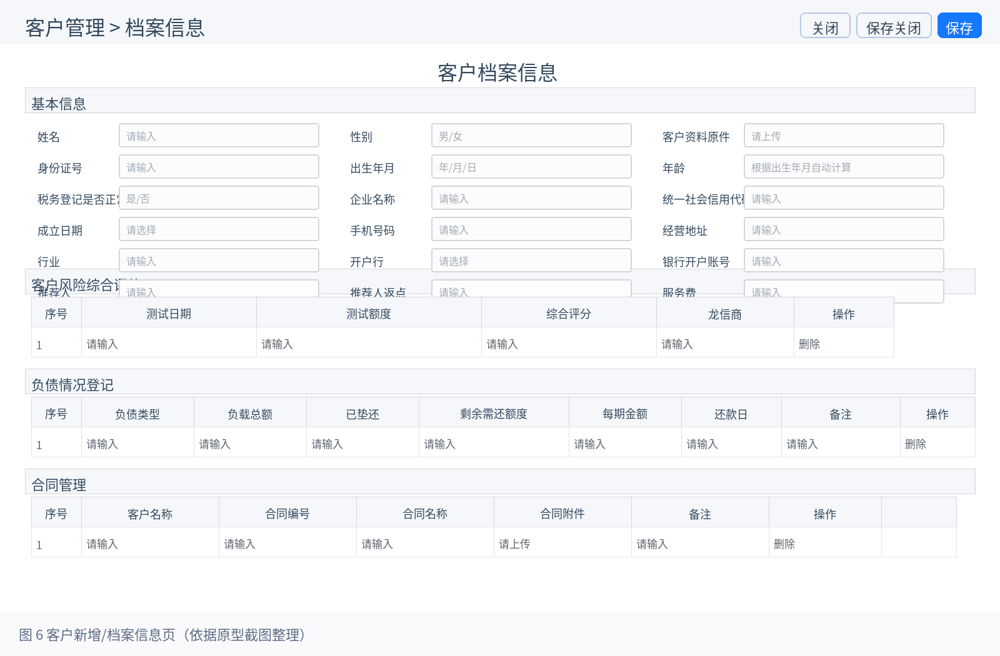 客户管理 > 档案信息 关闭 保存关闭 保存
客户档案信息
基本信息
姓名 请输入 性别 男/女 客户资料原件 请上传
身份证号 请输入 出生年月 年/月/日 年龄 根据出生年月自动计算
税务登记是否正常 是/否 企业名称 请输入 统一社会信用代码 请输入
成立日期 请选择 手机号码 请输入 经营地址 请输入
行业 请输入 开户行 请选择 银行开户账号 请输入
客户风险综合评
推荐人 请输入 推荐人返点 请输入 服务费 请输入
序号 测试日期 测试额度 综合评分 龙信商 操作
1 请输入 请输入 请输入 请输入 删除
负债情况登记
序号 负债类型 负载总额 已垫还 剩余需还额度 每期金额 还款日 备注 操作
1 请输入 请输入 请输入 请输入 请输入 请输入 请输入 删除
合同管理
序号 客户名称 合同编号 合同名称 合同附件 备注 操作
1 请输入 请输入 请输入 请上传 请输入 删除
图 6 客户新增/档案信息页（依据原型截图整理）